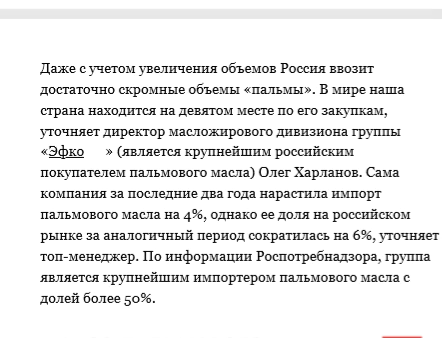 Даже с учетом увеличения объемов Россия ввозит
достаточно скромные объемы «пальмы». В мире наша
страна находится на девятом месте по его закупкам,
уточняет директор масложирового дивизиона группы
«Эфко » (является крупнейшим российским
покупателем пальмового масла) Олег Харланов. Сама
компания за последние два года нарастила импорт
пальмового масла на 4%, однако ее доля на российском
рынке за аналогичный период сократилась на 6%, уточняет
топ-менеджер. По информации Роспотребнадзора, группа
является крупнейшим импортером пальмового масла с
долей более 50%.